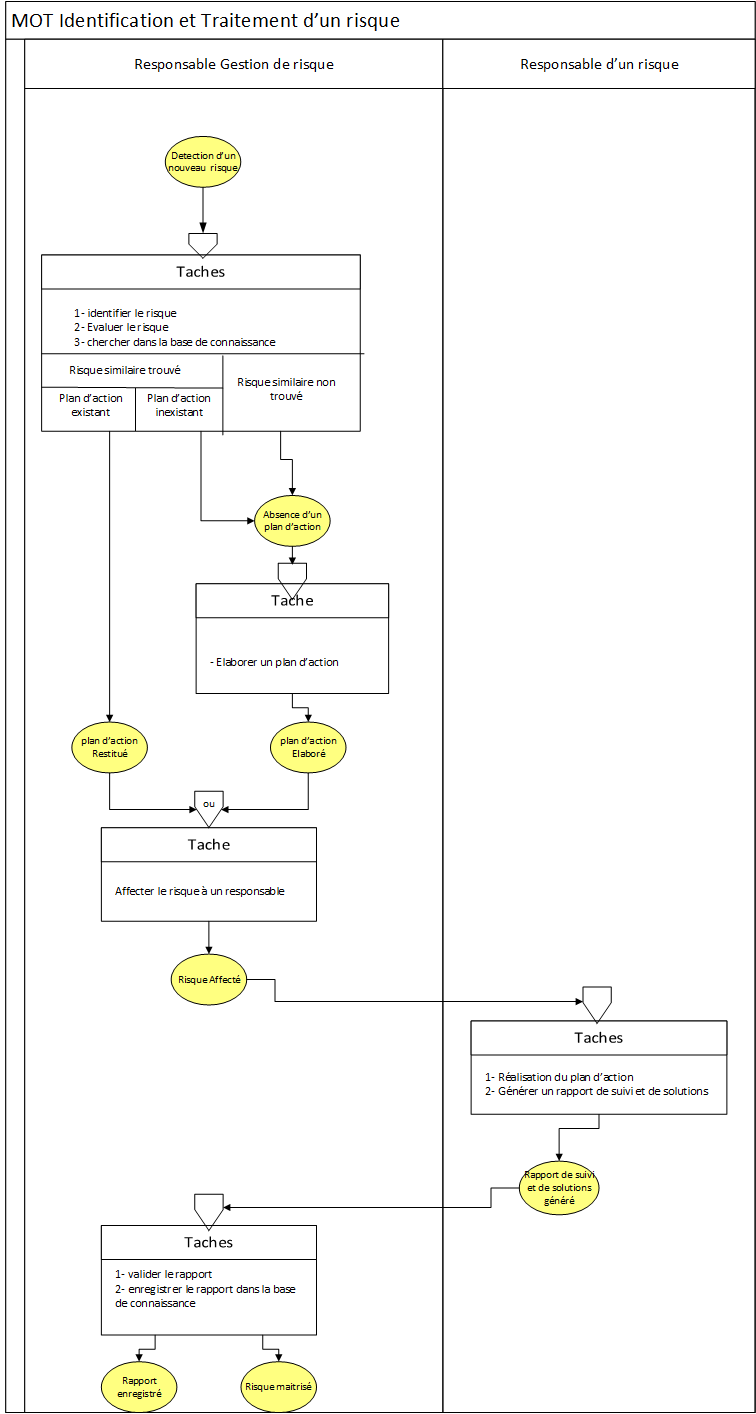 MOT Identification et Traitement d’un risque
Responsable Gestion de risque
Responsable d’un risque
Detection d’un
nouveau risque
Taches
1- identifier le risque
2- Evaluer le risque
3- chercher dans la base de connaissance
Risque similaire trouvé
Risque similaire non
trouvé
Plan d’action
existant
Plan d’action
inexistant
Absence d’un
plan d’action
Tache
- Elaborer un plan d’action
plan d’action
Restitué
plan d’action
Elaboré
ou
Tache
Affecter le risque à un responsable
Risque Affecté
Taches
1- Réalisation du plan d’action
2- Générer un rapport de suivi et de solutions
Rapport de suivi
et de solutions
généré
Taches
1- valider le rapport
2- enregistrer le rapport dans la base
de connaissance
Rapport
enregistré
Risque maitrisé